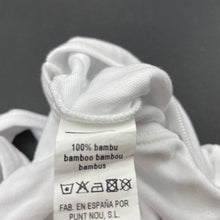 100% bambu
bamboo bambou
bambus
FAB. EN ESPAÑA POR
PUNT NOU, S.L.